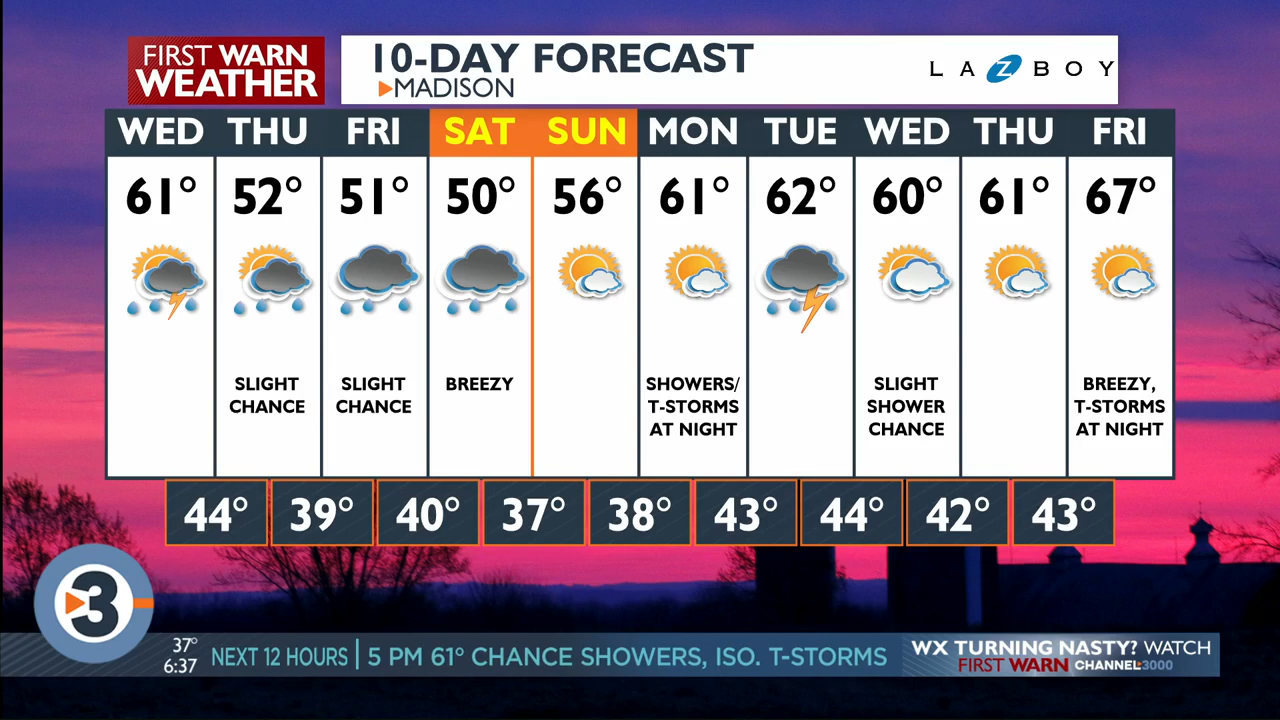 FIRST WARN
WEATHER
10-DAY FORECAST
MADISON
LA Z BOY
WED THU FRI SAT SUN MON TUE WED THU FRI
61° 52° 51° 50° 56° 61° 62° 60° 61° 67°
SLIGHT
CHANCE
SLIGHT
CHANCE
BREEZY
SHOWERS/
T-STORMS
AT NIGHT
SLIGHT
SHOWER
CHANCE
BREEZY,
T-STORMS
AT NIGHT
44° 39° 40° 37° 38° 43° 44° 42° 43°
3
37°
6:37
NEXT 12 HOURS | 5 PM 61° CHANCE SHOWERS, ISO. T-STORMS
WX TURNING NASTY? WATCH
FIRST WARN CHANNEL3000